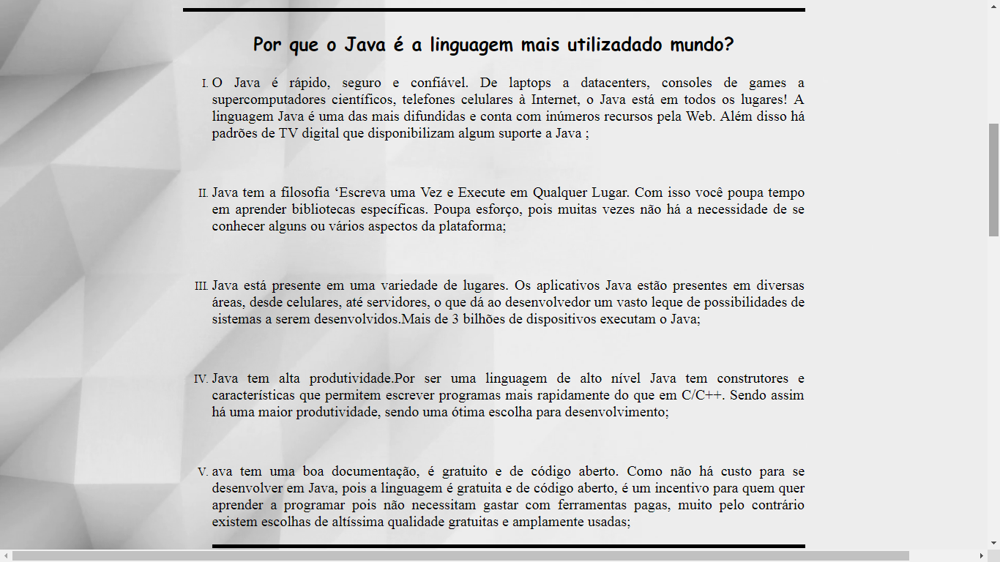 Por que o Java é a linguagem mais utilizadado mundo?
I. O Java é rápido, seguro e confiável. De laptops a datacenters, consoles de games a
supercomputadores científicos, telefones celulares à Internet, o Java está em todos os lugares! A
linguagem Java é uma das mais difundidas e conta com inúmeros recursos pela Web. Além disso há
padrões de TV digital que disponibilizam algum suporte a Java ;
II. Java tem a filosofia ‘Escreva uma Vez e Execute em Qualquer Lugar. Com isso você poupa tempo
em aprender bibliotecas específicas. Poupa esforço, pois muitas vezes não há a necessidade de se
conhecer alguns ou vários aspectos da plataforma;
III. Java está presente em uma variedade de lugares. Os aplicativos Java estão presentes em diversas
áreas, desde celulares, até servidores, o que dá ao desenvolvedor um vasto leque de possibilidades de
sistemas a serem desenvolvidos.Mais de 3 bilhões de dispositivos executam o Java;
IV. Java tem alta produtividade.Por ser uma linguagem de alto nível Java tem construtores e
características que permitem escrever programas mais rapidamente do que em C/C++. Sendo assim
há uma maior produtividade, sendo uma ótima escolha para desenvolvimento;
V. ava tem uma boa documentação, é gratuito e de código aberto. Como não há custo para se
desenvolver em Java, pois a linguagem é gratuita e de código aberto, é um incentivo para quem quer
aprender a programar pois não necessitam gastar com ferramentas pagas, muito pelo contrário
existem escolhas de altíssima qualidade gratuitas e amplamente usadas;